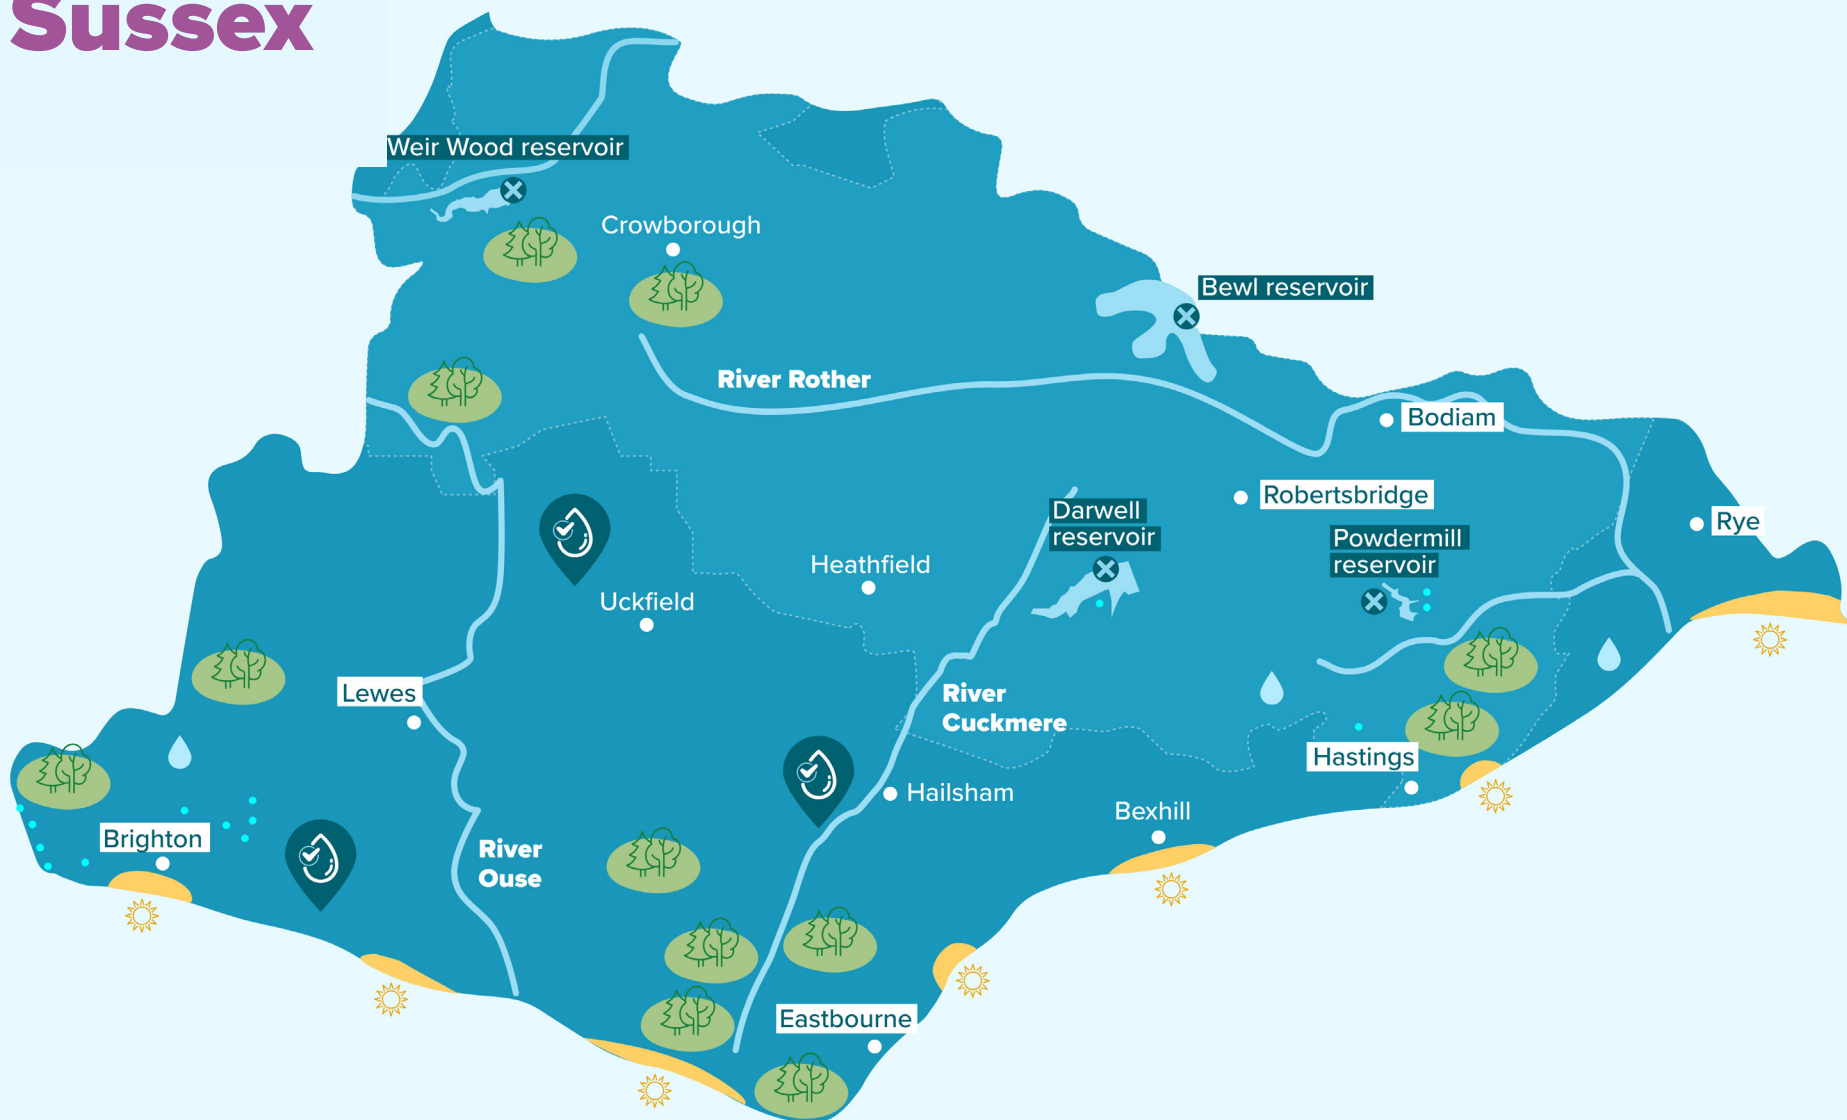 Sussex
Weir Wood reservoir
Crowborough
Bewl reservoir
River Rother
Bodiam
Robertsbridge
Darwell
reservoir
Rye
Powdermill
reservoir
Heathfield
Uckfield
Lewes
River
Cuckmere
Hastings
Hailsham
Bexhill
Brighton
River
Ouse
Eastbourne